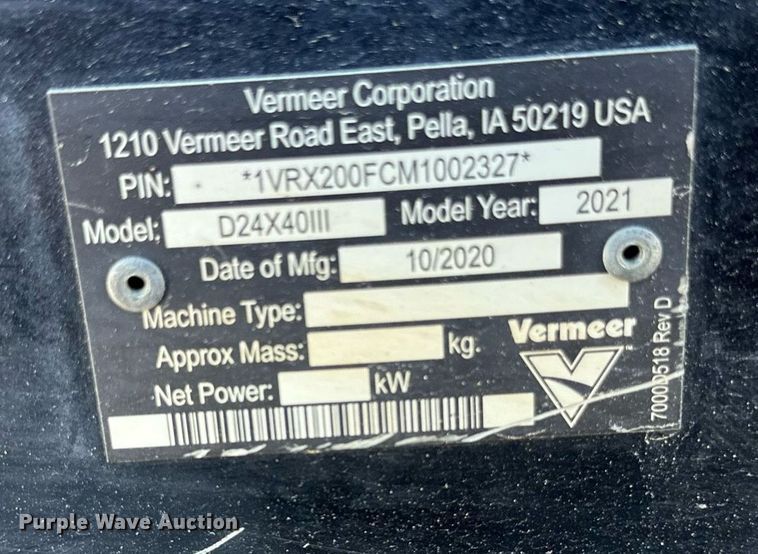 Vermeer Corporation
1210 Vermeer Road East, Pella, IA 50219 USA
PIN: *1VRX200FCM1002327*
Model: D24X40III Model Year: 2021
Date of Mfg: 10/2020
Machine Type:
Approx Mass: kg.
Net Power: kW
Vermeer
70000518 Rev D
Purple Wave Auction